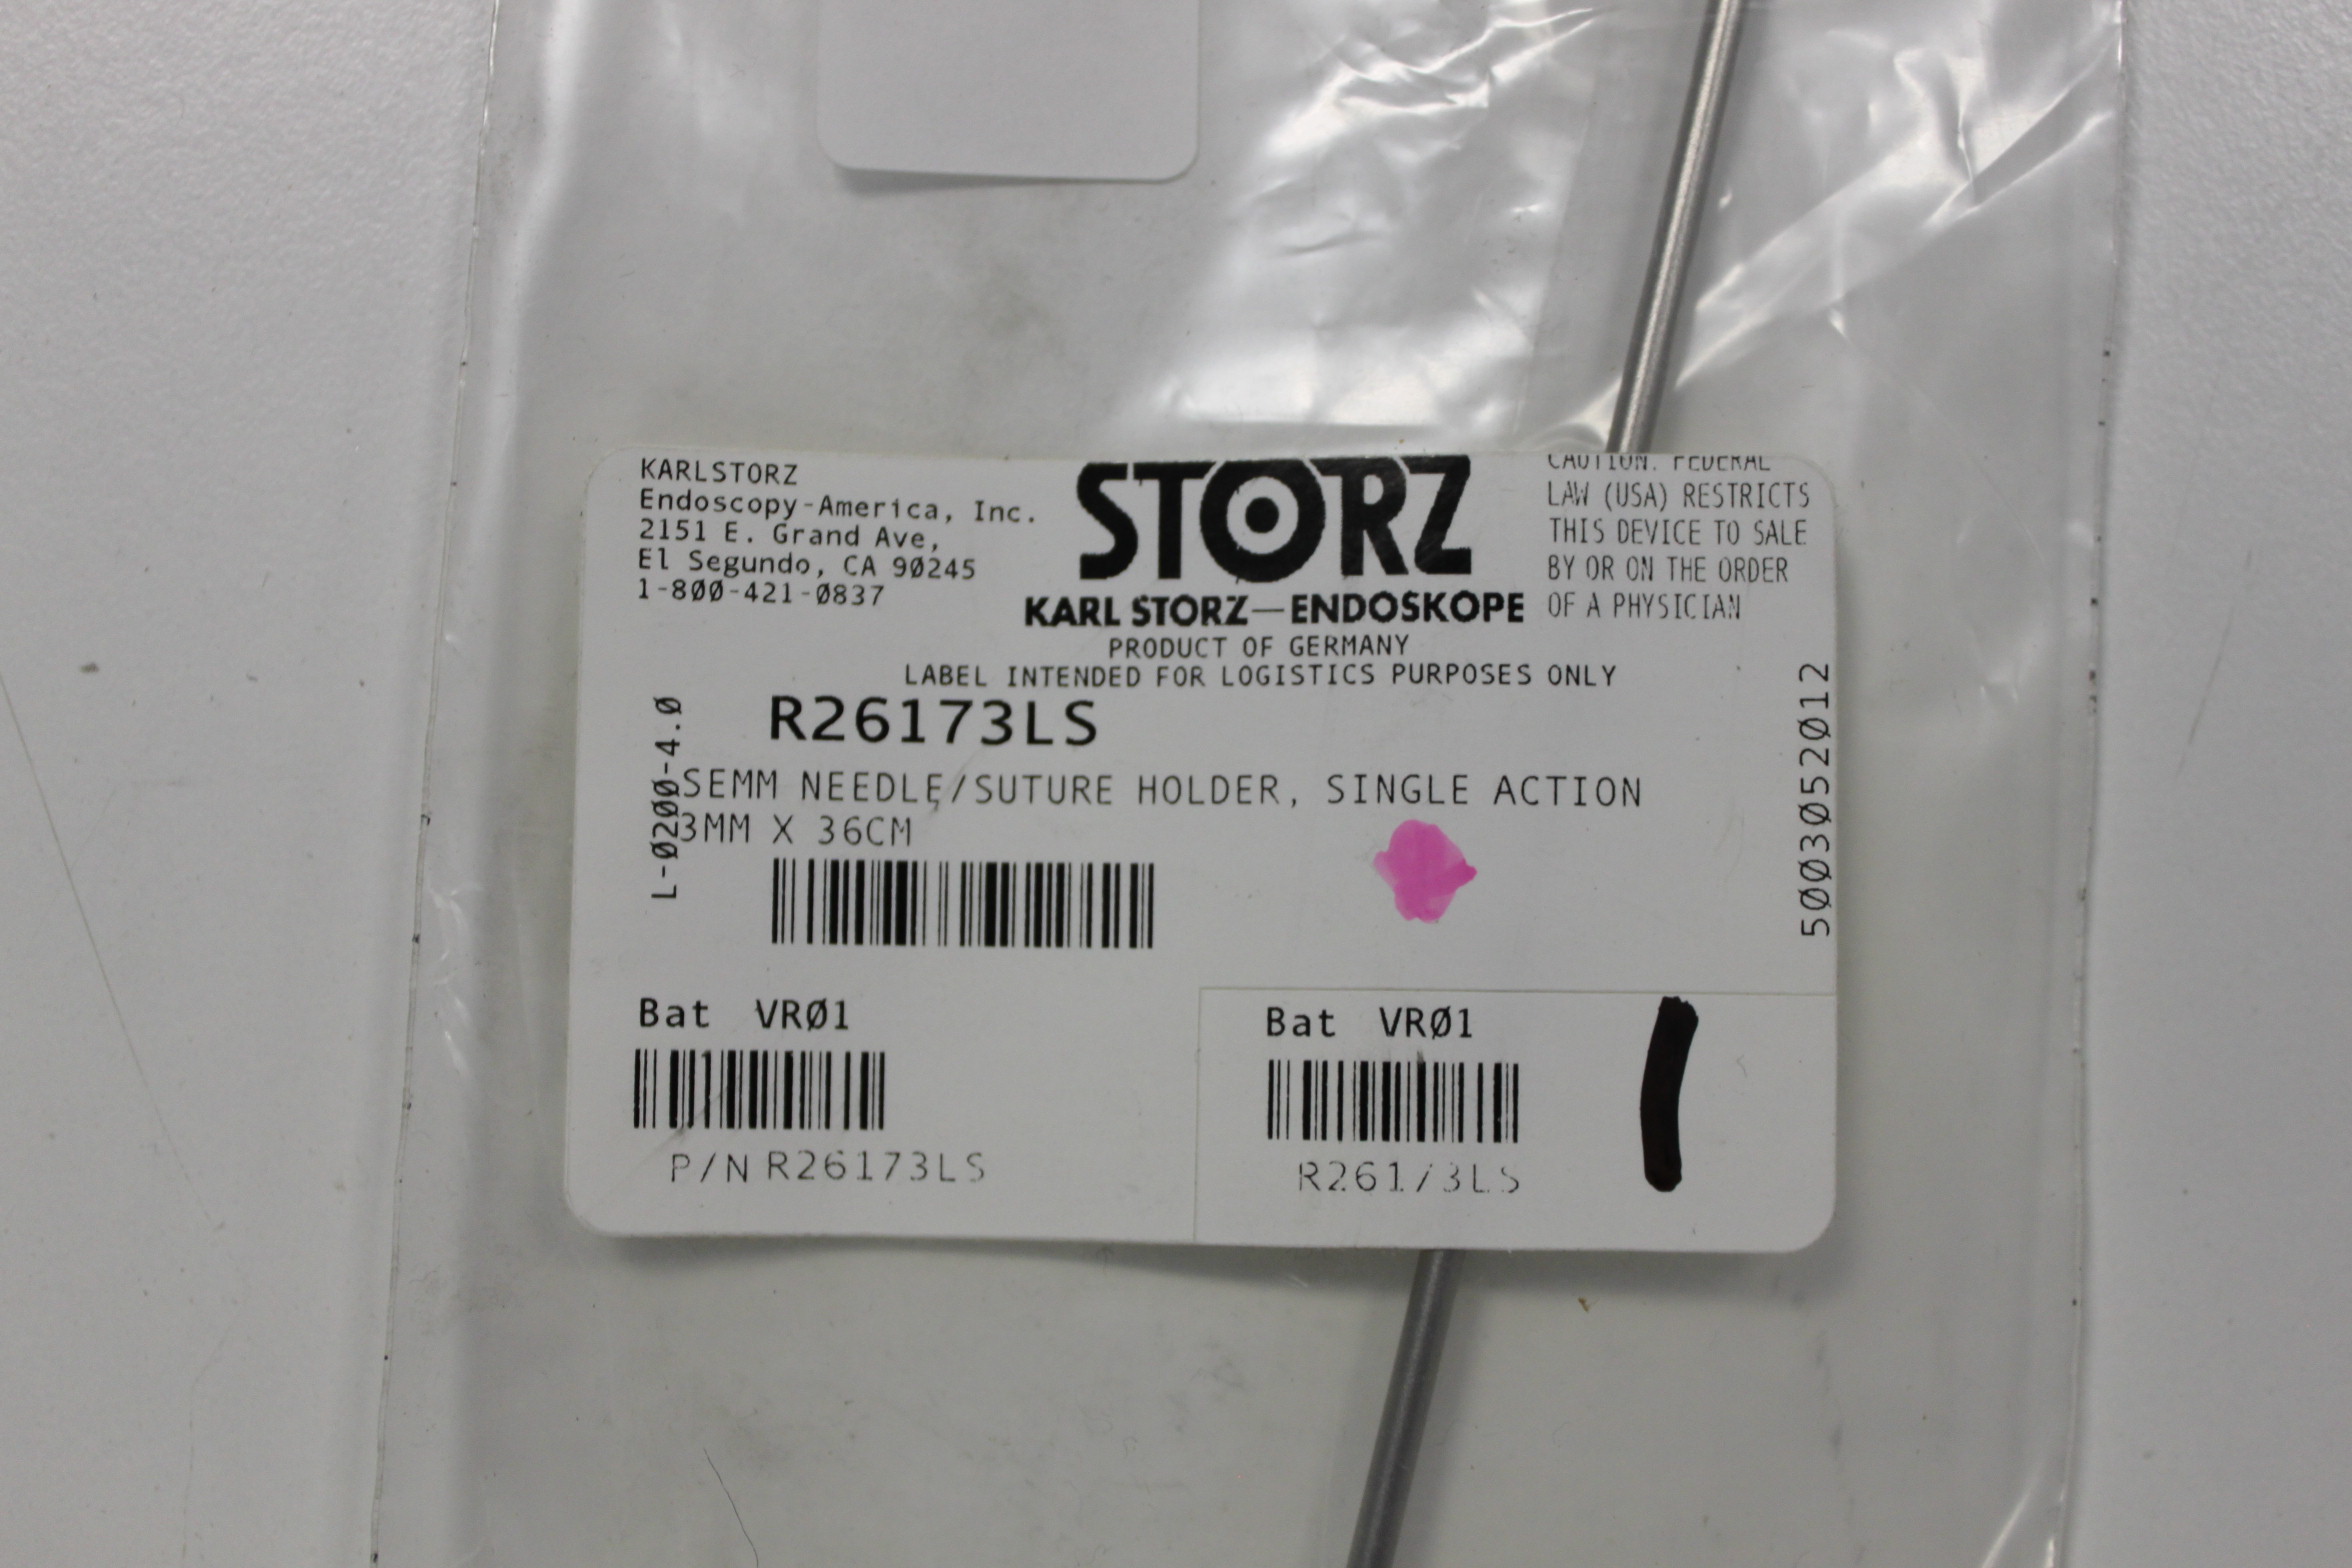 KARLSTORZ
Endoscopy-America, Inc.
2151 E. Grand Ave,
El Segundo, CA 90245
1-800-421-0837
STORZ
KARL STORZ—ENDOSKOPE
PRODUCT OF GERMANY
LABEL INTENDED FOR LOGISTICS PURPOSES ONLY
CAUTION: FEDERAL
LAW (USA) RESTRICTS
THIS DEVICE TO SALE
BY OR ON THE ORDER
OF A PHYSICIAN
R26173LS
L-0200-4.0
SEMM NEEDLE/SUTURE HOLDER, SINGLE ACTION
3MM X 36CM
5003052012
Bat VR01
P/N R26173LS
Bat VR01
R26173LS
1